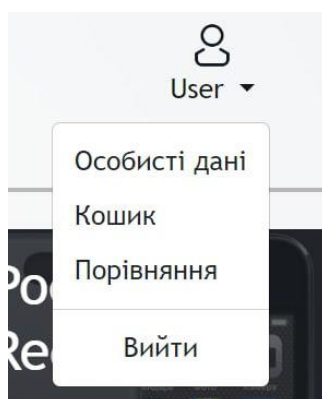 User
Особисті дані
Кошик
Порівняння
Вийти